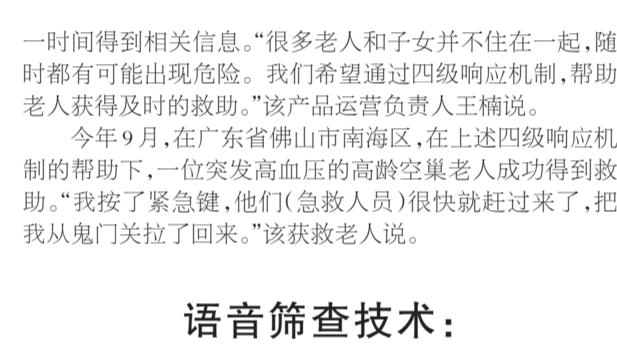 一时间得到相关信息。“很多老人和子女并不住在一起，随
时都有可能出现危险。我们希望通过四级响应机制，帮助
老人获得及时的救助。”该产品运营负责人王楠说。
今年9月，在广东省佛山市南海区，在上述四级响应机
制的帮助下，一位突发高血压的高龄空巢老人成功得到救
助。“我按了紧急键，他们（急救人员）很快就赶过来了，把
我从鬼门关拉了回来。”该获救老人说。
语音筛查技术：